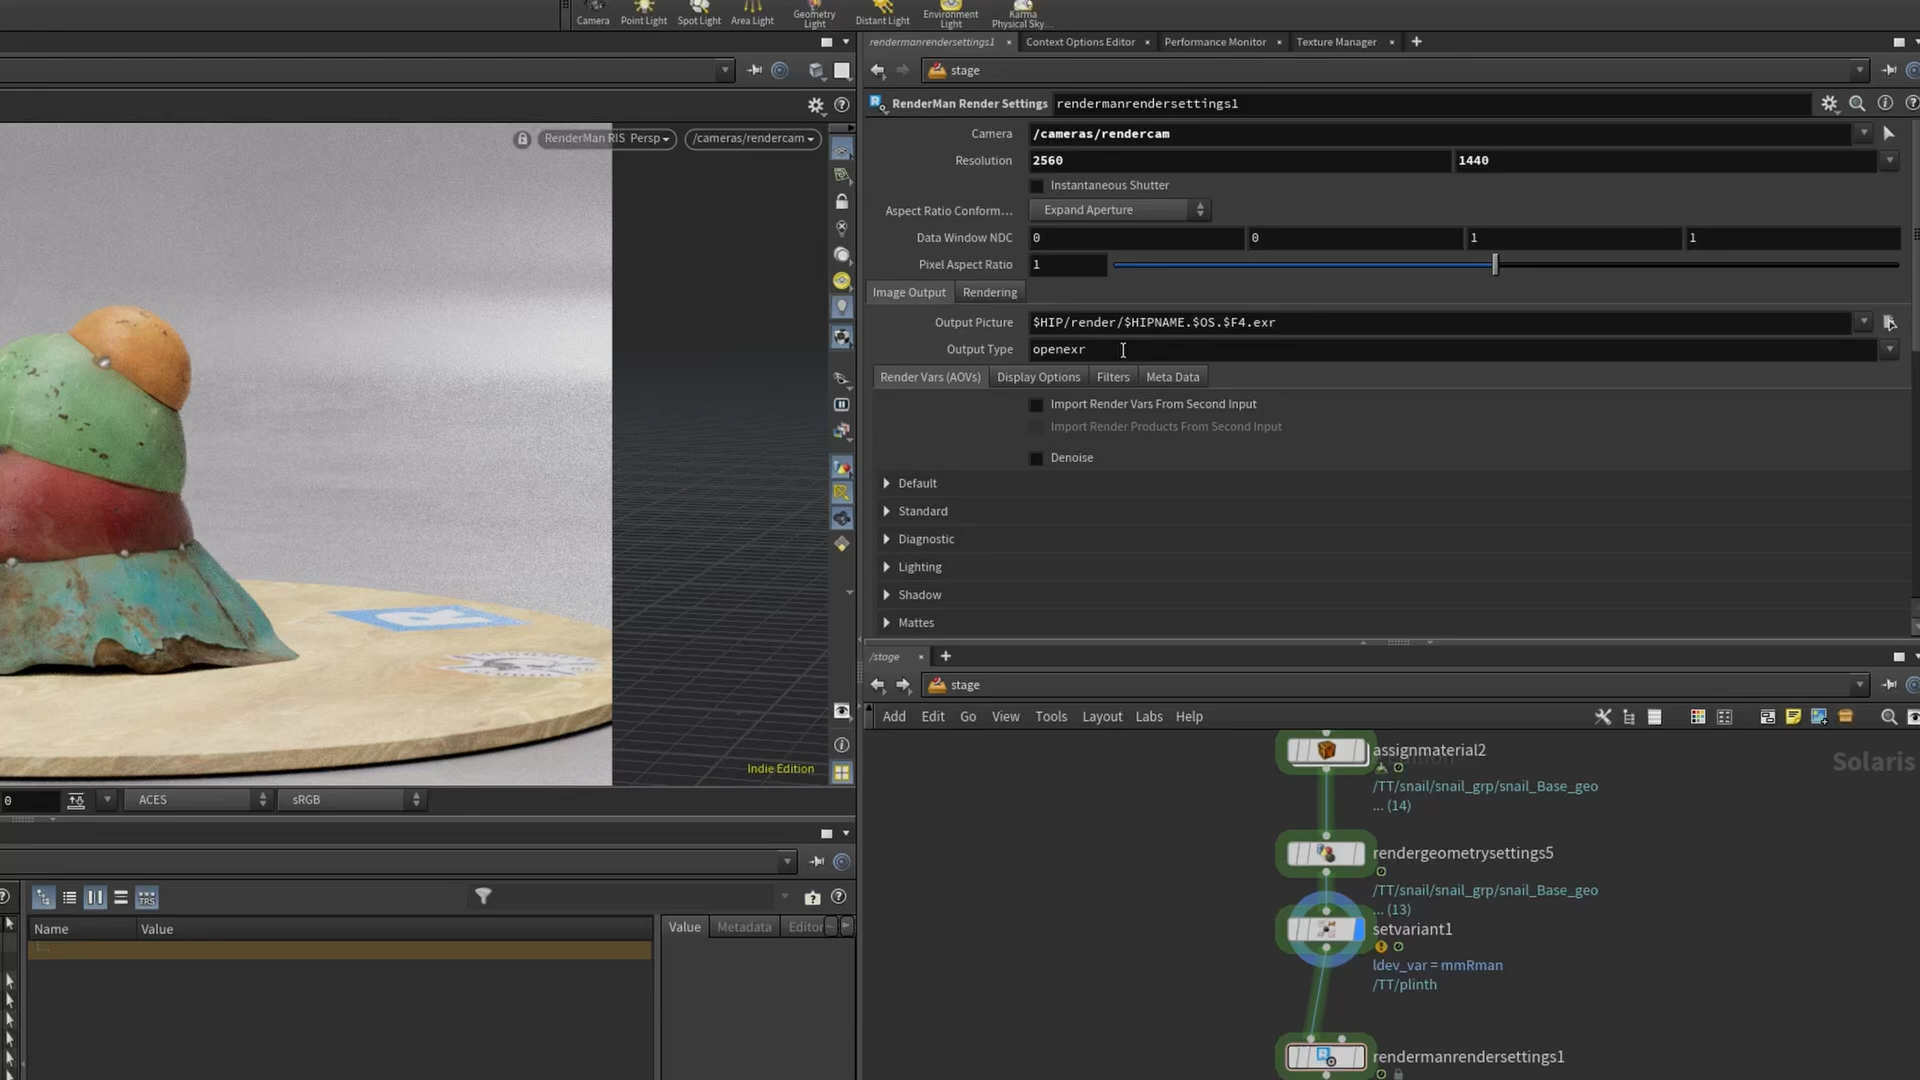 Camera
Point Light
Spot Light
Area Light
Geometry
Light
Distant Light
Environment
Light
Karma
Physical Sky...
rendermanrendersettings1 ×
Context Options Editor ×
Performance Monitor ×
Texture Manager ×
+
stage
RenderMan Render Settings rendermanrendersettings1
Camera /cameras/rendercam
Resolution 2560 1440
Instantaneous Shutter
Aspect Ratio Conform... Expand Aperture
Data Window NDC 0 0 1 1
Pixel Aspect Ratio 1
Image Output Rendering
Output Picture $HIP/render/$HIPNAME.$OS.$F4.exr
Output Type openexr
Render Vars (AOVs) Display Options Filters Meta Data
Import Render Vars From Second Input
Import Render Products From Second Input
Denoise
Default
Standard
Diagnostic
Lighting
Shadow
Mattes
RenderMan RIS Persp
/cameras/rendercam
Indie Edition
0 ACES sRGB
TRS
Name Value
Value Metadata Editor
/stage × +
stage
Add Edit Go View Tools Layout Labs Help
Solaris
assignmaterial2
/TT/snail/snail_grp/snail_Base_geo
... (14)
rendergeometrysettings5
/TT/snail/snail_grp/snail_Base_geo
... (13)
setvariant1
ldev_var = mmRman
/TT/plinth
rendermanrendersettings1